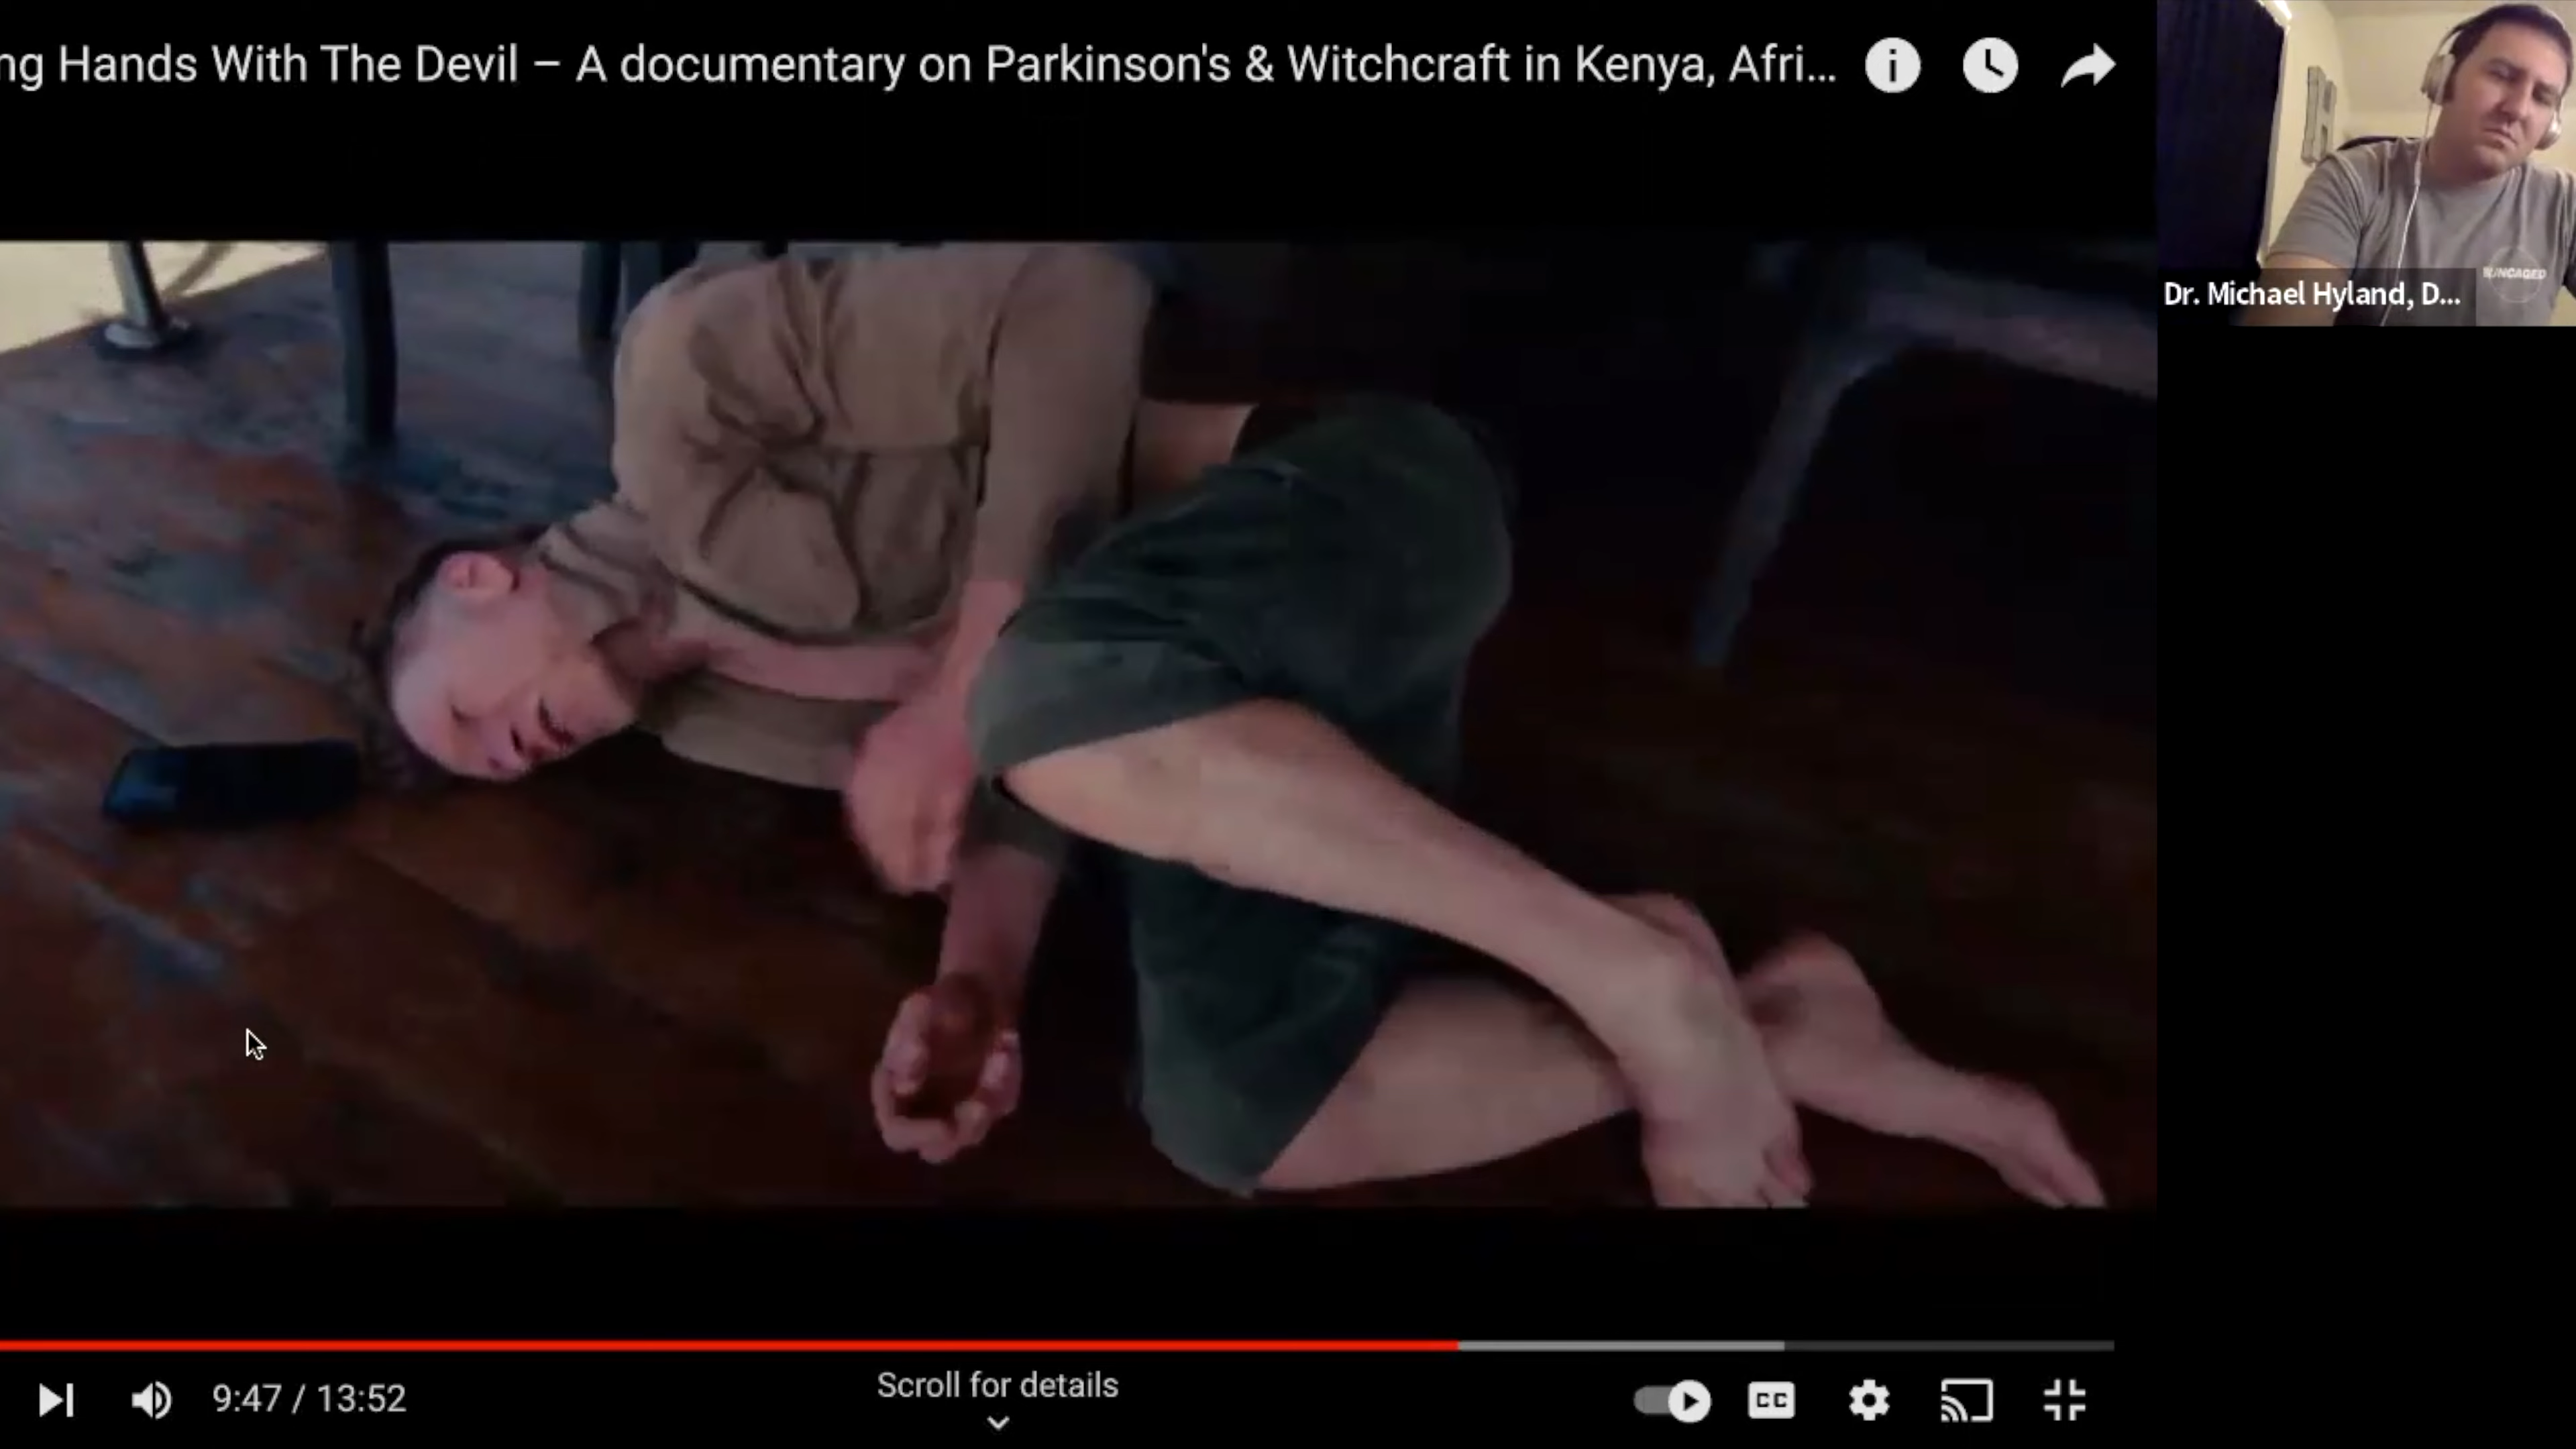 ng Hands With The Devil – A documentary on Parkinson's & Witchcraft in Kenya, Afri...
Dr. Michael Hyland, D...
9:47 / 13:52
Scroll for details
CC